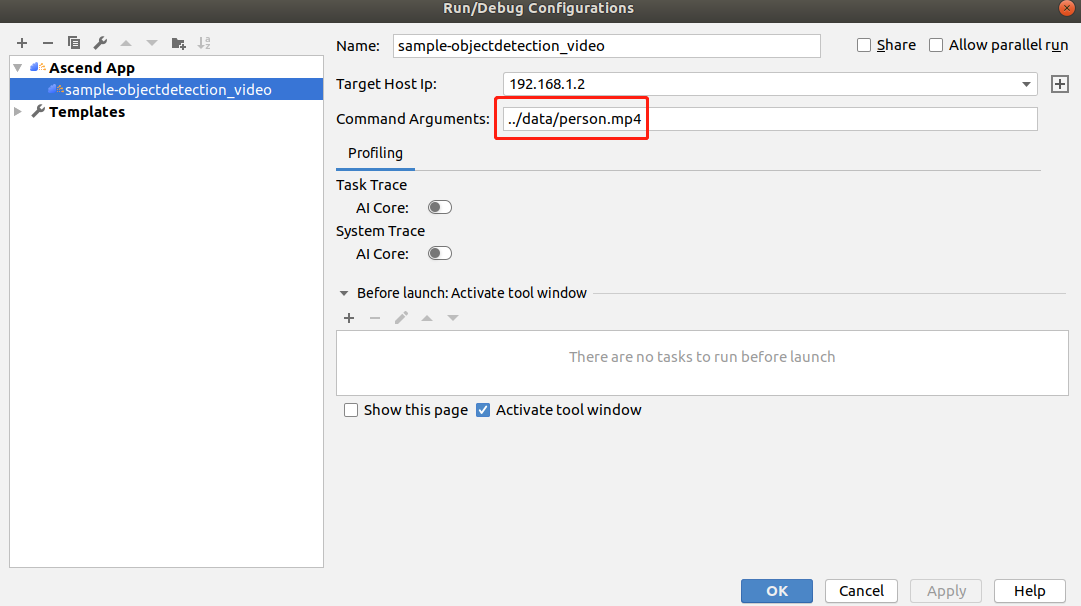 Run/Debug Configurations
Name: sample-objectdetection_video Share Allow parallel run
Ascend App
sample-objectdetection_video
Templates
Target Host Ip: 192.168.1.2
Command Arguments: ../data/person.mp4
Profiling
Task Trace
AI Core:
System Trace
AI Core:
Before launch: Activate tool window
There are no tasks to run before launch
Show this page Activate tool window
OK Cancel Apply Help